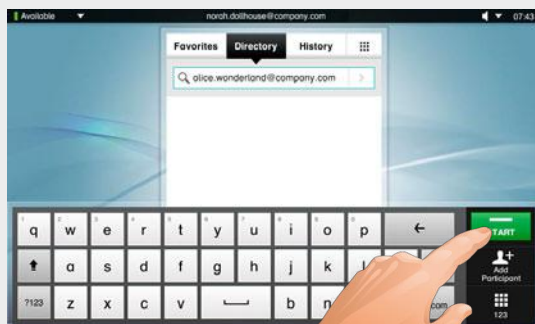 Available norah.dollhouse@company.com 07:43
Favorites Directory History
alice.wonderland@company.com
q w e r t y u i o p
START
a s d f g h j k
Add
Participant
?123 z x c v b n com
123